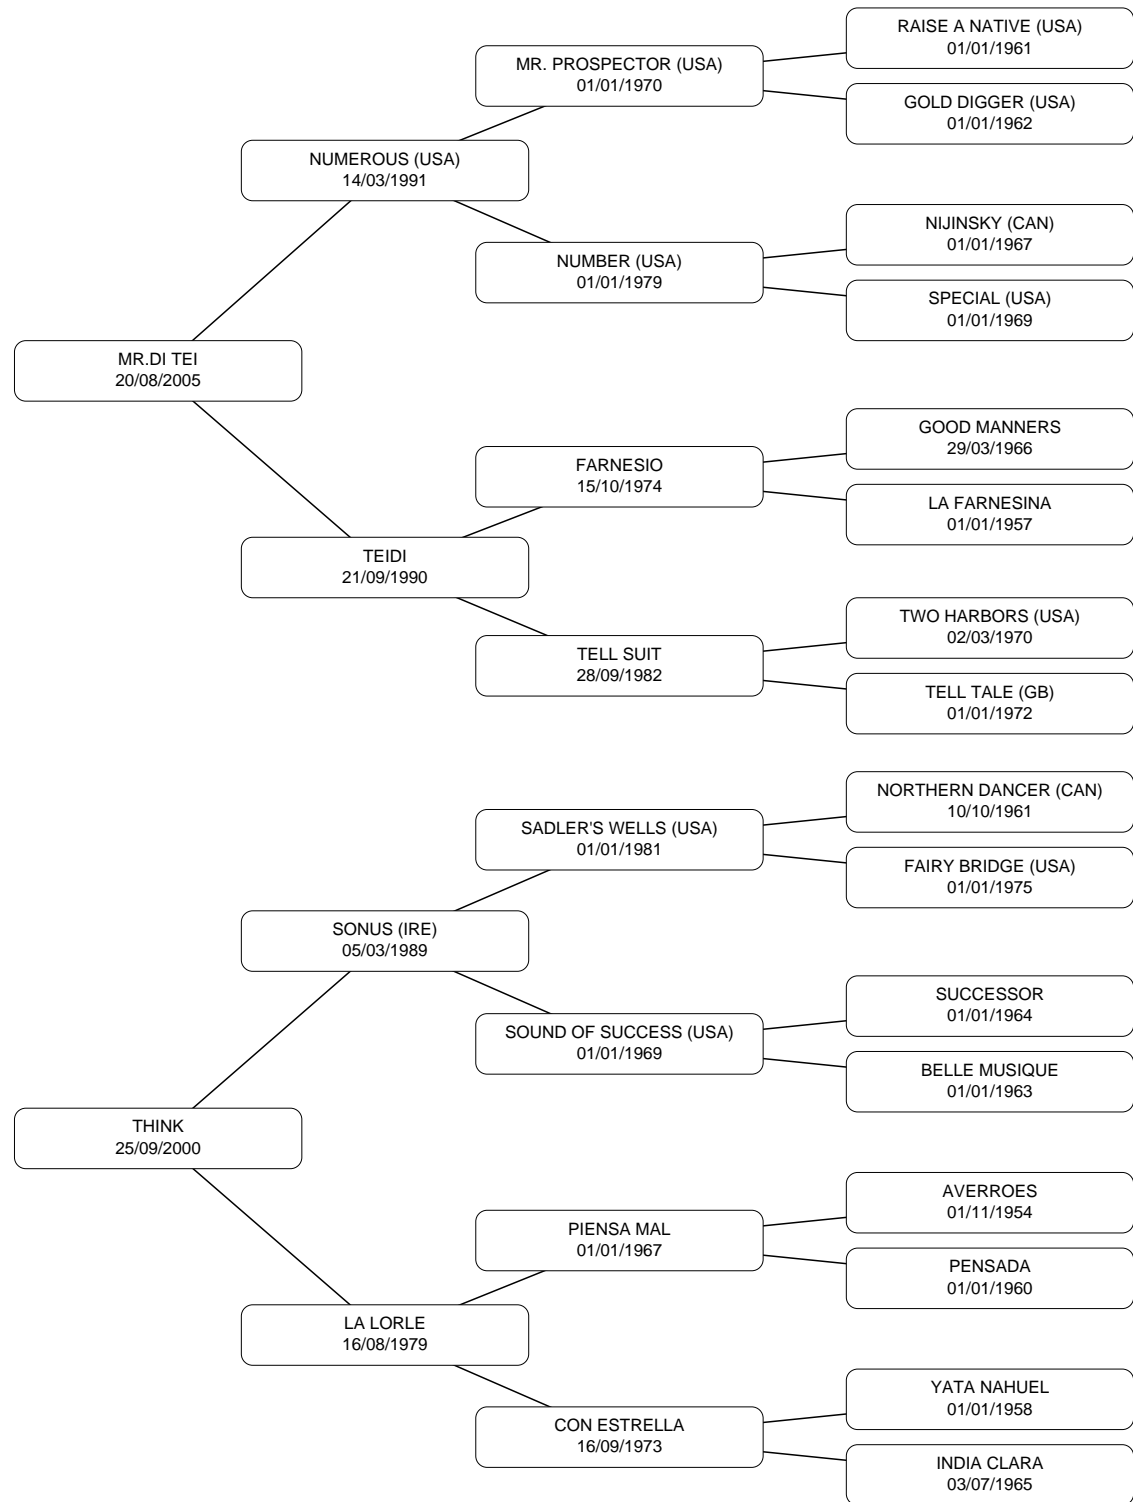 RAISE A NATIVE (USA)
01/01/1961
MR. PROSPECTOR (USA)
01/01/1970
GOLD DIGGER (USA)
01/01/1962
NUMEROUS (USA)
14/03/1991
NIJINSKY (CAN)
01/01/1967
NUMBER (USA)
01/01/1979
SPECIAL (USA)
01/01/1969
MR.DI TEI
20/08/2005
GOOD MANNERS
29/03/1966
FARNESIO
15/10/1974
LA FARNESINA
01/01/1957
TEIDI
21/09/1990
TWO HARBORS (USA)
02/03/1970
TELL SUIT
28/09/1982
TELL TALE (GB)
01/01/1972
NORTHERN DANCER (CAN)
10/10/1961
SADLER'S WELLS (USA)
01/01/1981
FAIRY BRIDGE (USA)
01/01/1975
SONUS (IRE)
05/03/1989
SUCCESSOR
01/01/1964
SOUND OF SUCCESS (USA)
01/01/1969
BELLE MUSIQUE
01/01/1963
THINK
25/09/2000
AVERROES
01/11/1954
PIENSA MAL
01/01/1967
PENSADA
01/01/1960
LA LORLE
16/08/1979
YATA NAHUEL
01/01/1958
CON ESTRELLA
16/09/1973
INDIA CLARA
03/07/1965